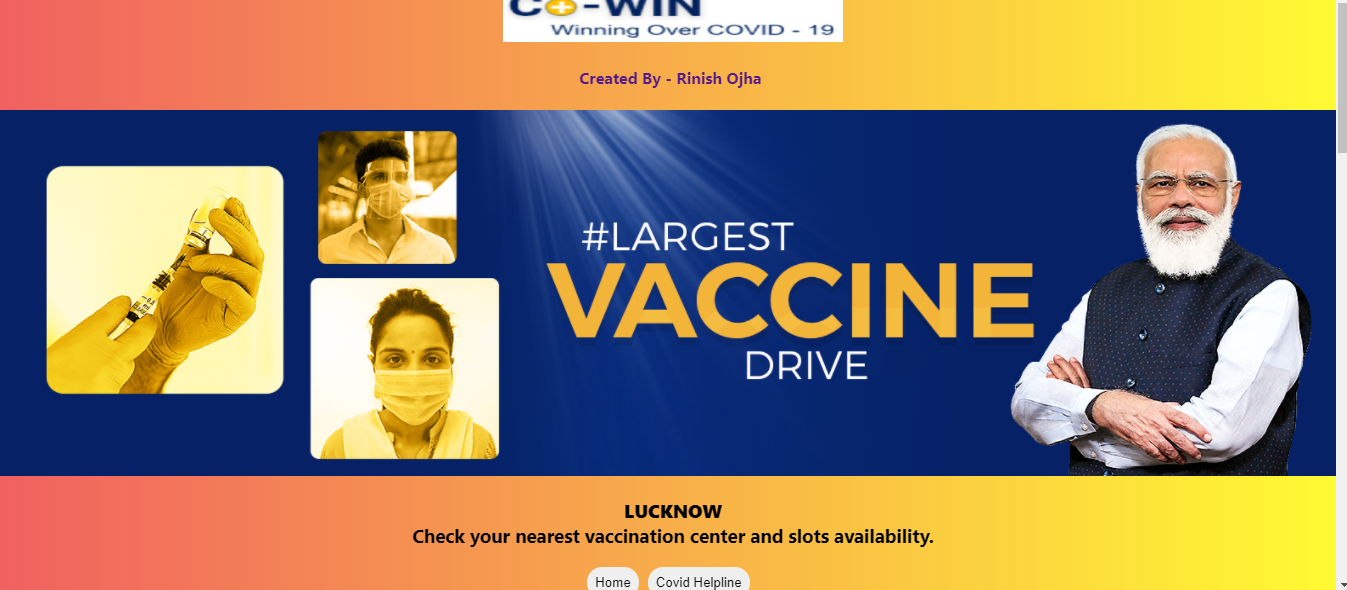 CO-WIN
Winning Over COVID - 19
Created By - Rinish Ojha
#LARGEST
VACCINE
DRIVE
LUCKNOW
Check your nearest vaccination center and slots availability.
Home Covid Helpline